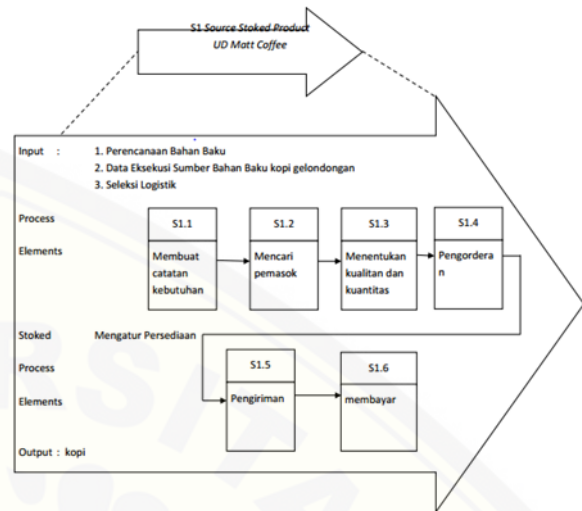 S1 Source Stoked Product
UD Matt Coffee
Input : 1. Perencanaan Bahan Baku
2. Data Eksekusi Sumber Bahan Baku kopi gelondongan
3. Seleksi Logistik
Process
Elements
S1.1
Membuat
catatan
kebutuhan
S1.2
Mencari
pemasok
S1.3
Menentukan
kualitan dan
kuantitas
S1.4
Pengordera
n
Stoked Mengatur Persediaan
Process
Elements
S1.5
Pengiriman
S1.6
membayar
Output : kopi